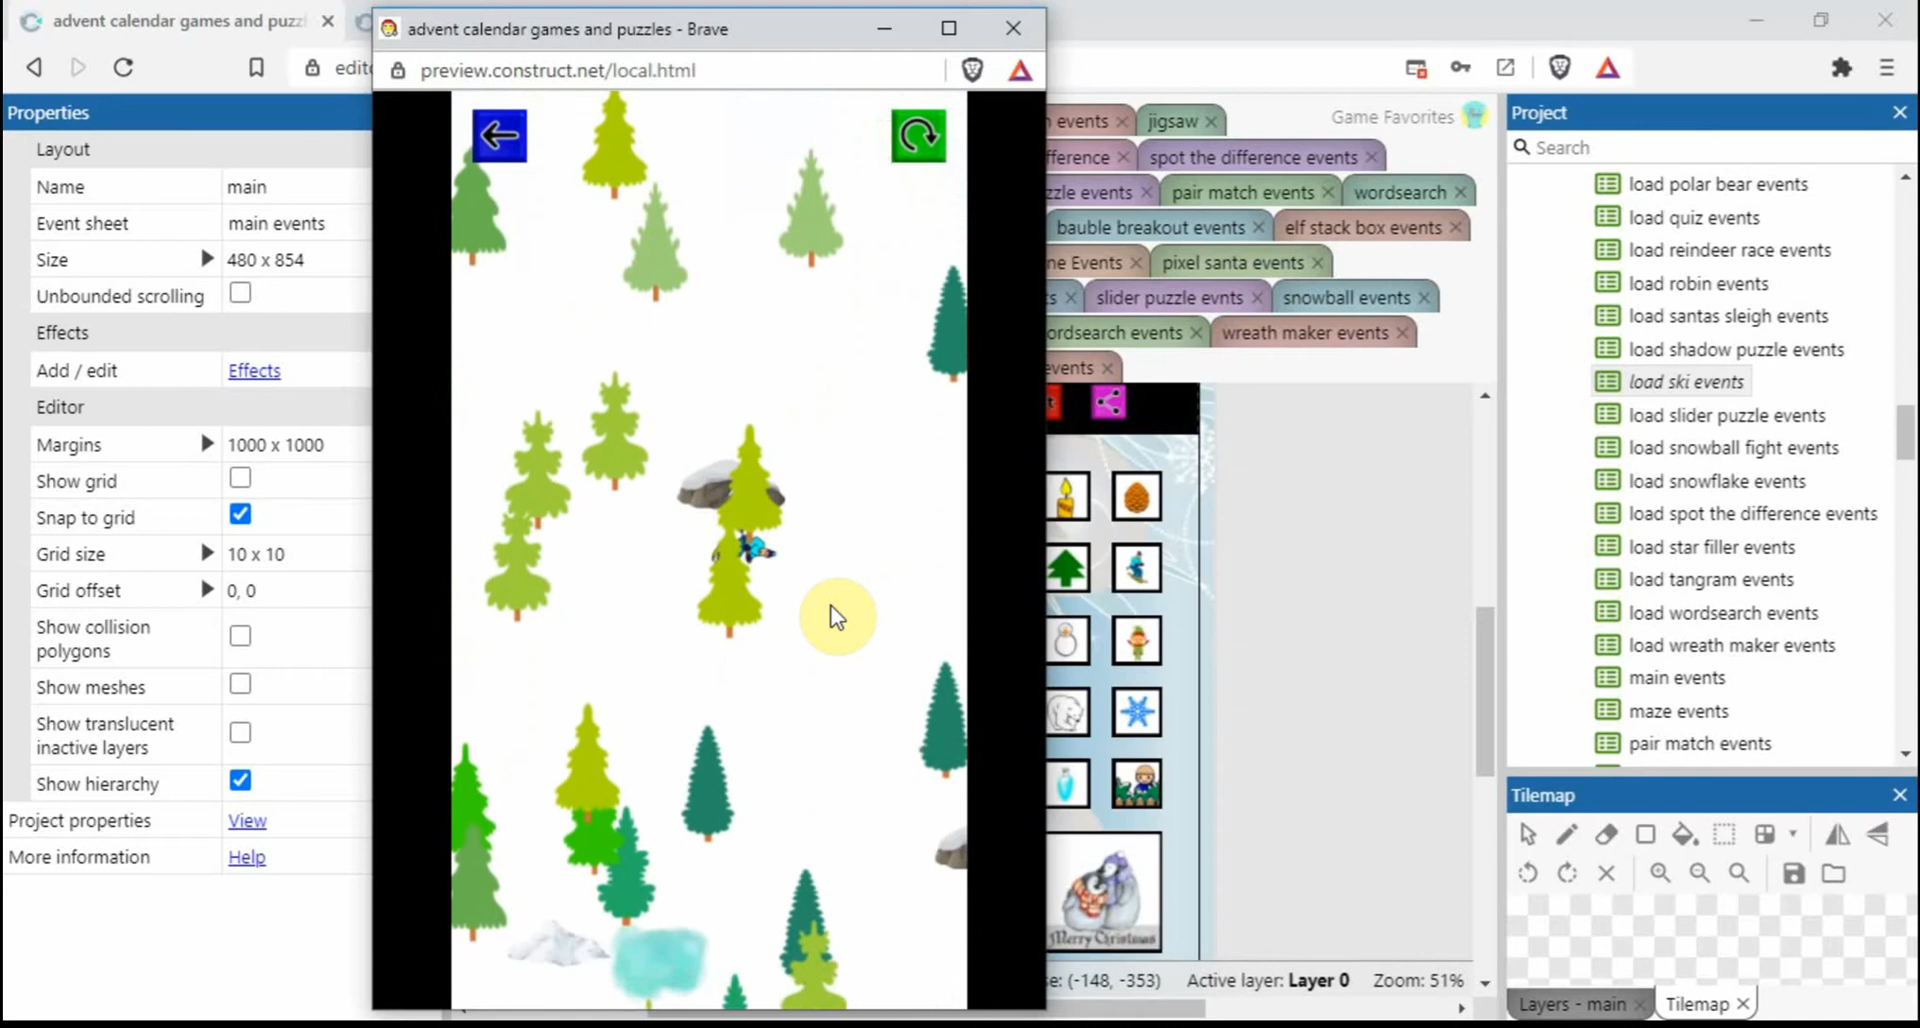 advent calendar games and puzz
advent calendar games and puzzles - Brave
preview.construct.net/local.html
Properties
Layout
Name main
Event sheet main events
Size 480 x 854
Unbounded scrolling
Effects
Add / edit Effects
Editor
Margins 1000 x 1000
Show grid
Snap to grid
Grid size 10 x 10
Grid offset 0, 0
Show collision
polygons
Show meshes
Show translucent
inactive layers
Show hierarchy
Project properties View
More information Help
events jigsaw Game Favorites
spot the difference events
events pair match events wordsearch
bauble breakout events elf stack box events
Events pixel santa events
slider puzzle evnts snowball events
events wreath maker events
events
Merry Christmas
(-148, -353) Active layer: Layer 0 Zoom: 51%
Project
Search
load polar bear events
load quiz events
load reindeer race events
load robin events
load santas sleigh events
load shadow puzzle events
load ski events
load slider puzzle events
load snowball fight events
load snowflake events
load spot the difference events
load star filler events
load tangram events
load wordsearch events
load wreath maker events
main events
maze events
pair match events
Tilemap
Layers - main Tilemap